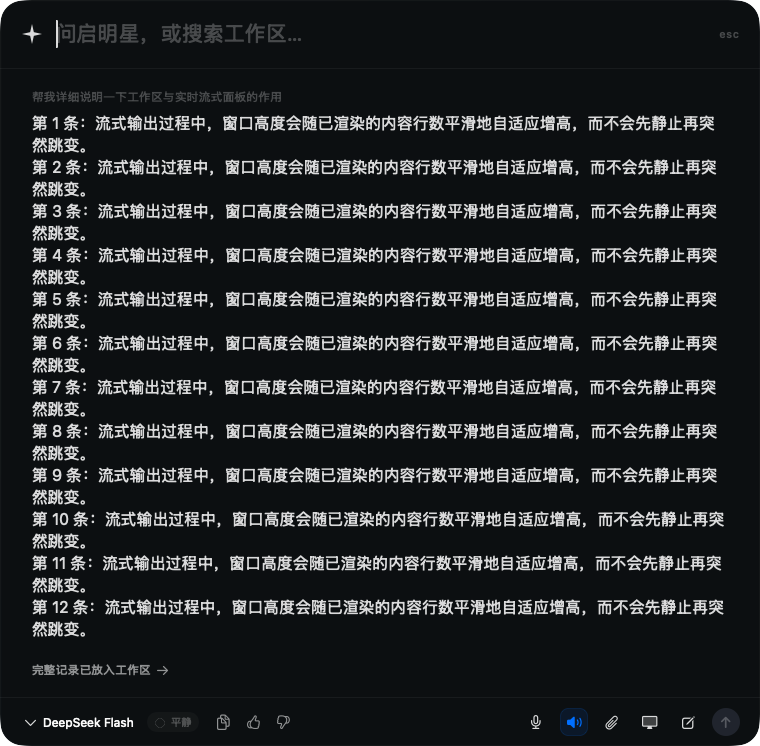 问启明星，或搜索工作区...
esc
帮我详细说明一下工作区与实时流式面板的作用
第 1 条：流式输出过程中，窗口高度会随已渲染的内容行数平滑地自适应增高，而不会先静止再突
然跳变。
第 2 条：流式输出过程中，窗口高度会随已渲染的内容行数平滑地自适应增高，而不会先静止再突
然跳变。
第 3 条：流式输出过程中，窗口高度会随已渲染的内容行数平滑地自适应增高，而不会先静止再突
然跳变。
第 4 条：流式输出过程中，窗口高度会随已渲染的内容行数平滑地自适应增高，而不会先静止再突
然跳变。
第 5 条：流式输出过程中，窗口高度会随已渲染的内容行数平滑地自适应增高，而不会先静止再突
然跳变。
第 6 条：流式输出过程中，窗口高度会随已渲染的内容行数平滑地自适应增高，而不会先静止再突
然跳变。
第 7 条：流式输出过程中，窗口高度会随已渲染的内容行数平滑地自适应增高，而不会先静止再突
然跳变。
第 8 条：流式输出过程中，窗口高度会随已渲染的内容行数平滑地自适应增高，而不会先静止再突
然跳变。
第 9 条：流式输出过程中，窗口高度会随已渲染的内容行数平滑地自适应增高，而不会先静止再突
然跳变。
第 10 条：流式输出过程中，窗口高度会随已渲染的内容行数平滑地自适应增高，而不会先静止再突
然跳变。
第 11 条：流式输出过程中，窗口高度会随已渲染的内容行数平滑地自适应增高，而不会先静止再突
然跳变。
第 12 条：流式输出过程中，窗口高度会随已渲染的内容行数平滑地自适应增高，而不会先静止再突
然跳变。
完整记录已放入工作区 →
DeepSeek Flash
平静